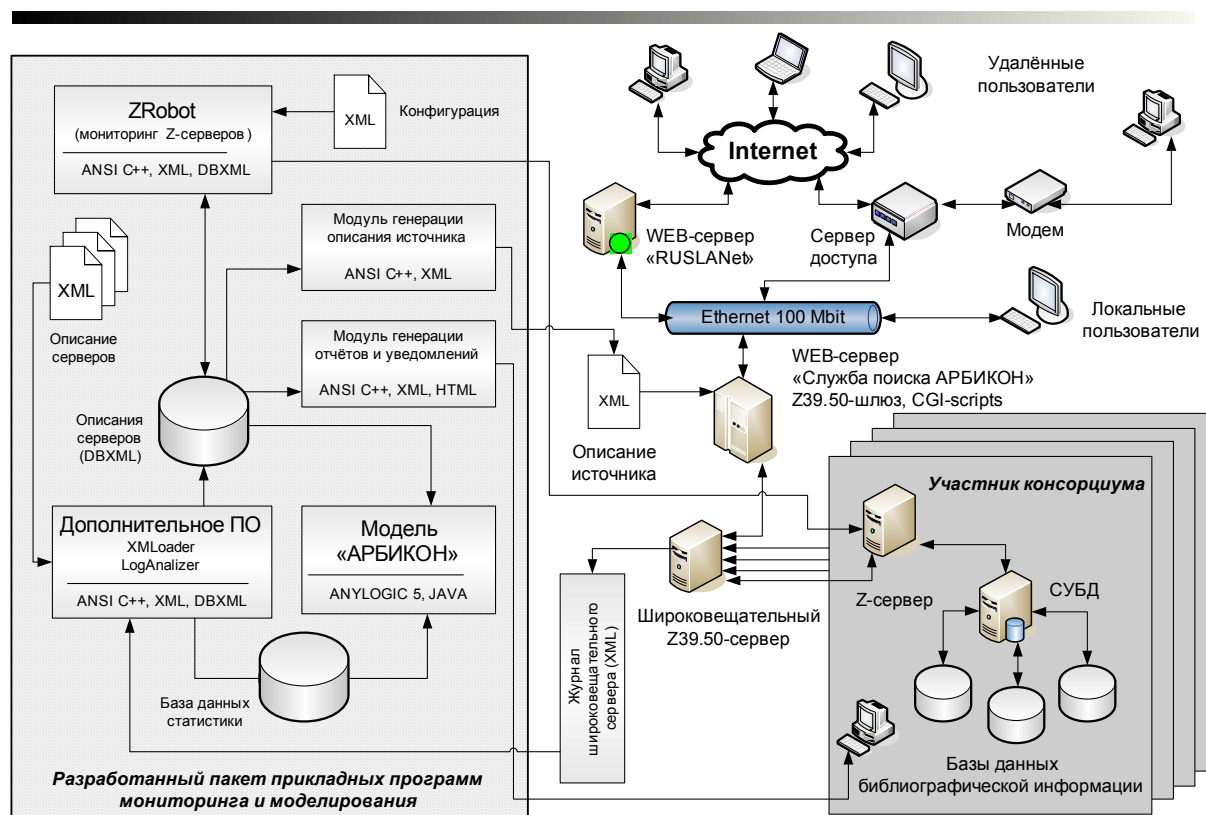 ZRobot
(мониторинг Z-серверов)
ANSI C++, XML, DBXML
XML
Конфигурация
Модуль генерации
описания источника
ANSI C++, XML
XML
Описание
серверов
Модуль генерации
отчётов и уведомлений
ANSI C++, XML, HTML
Описания
серверов
(DBXML)
Дополнительное ПО
XMLoader
LogAnalizer
ANSI C++, XML, DBXML
Модель
«АРБИКОН»
ANYLOGIC 5, JAVA
База данных
статистики
Разработанный пакет прикладных программ
мониторинга и моделирования
Удалённые
пользователи
Internet
WEB-сервер
«RUSLANet»
Сервер
доступа
Модем
Ethernet 100 Mbit
Локальные
пользователи
WEB-сервер
«Служба поиска АРБИКОН»
Z39.50-шлюз, CGI-scripts
XML
Описание
источника
Широковещательный
Z39.50-сервер
Журнал
широковещательного
сервера (XML)
Участник консорциума
Z-сервер
СУБД
Базы данных
библиографической информации